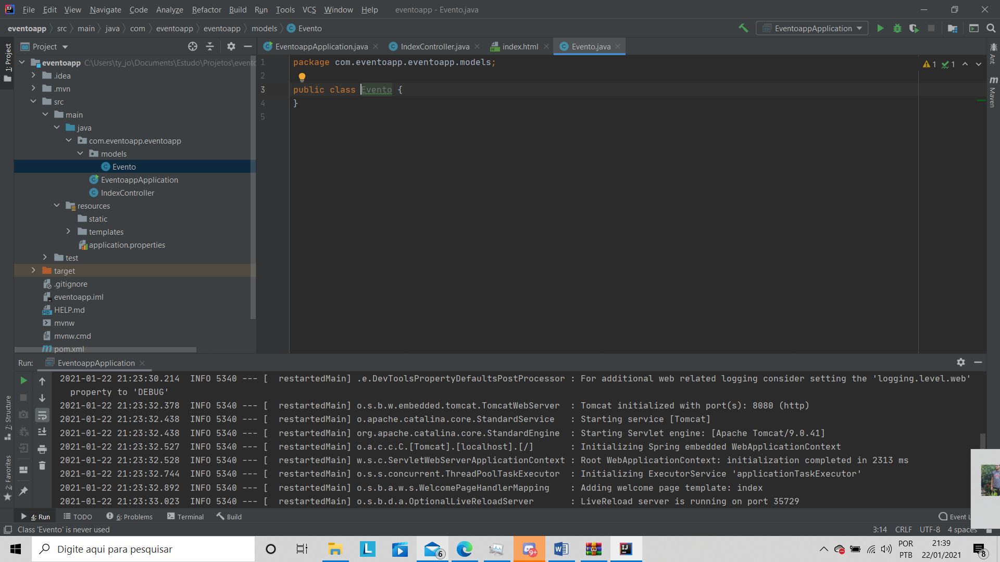 File Edit View Navigate Code Analyze Refactor Build Run Tools VCS Window Help eventoapp - Evento.java
eventoapp src main java com eventoapp eventoapp models Evento EventoappApplication
1: Project
Project
EventoappApplication.java IndexController.java index.html Evento.java
eventoapp C:\Users\ty_jo\Documents\Estudo\Projetos\evento
.idea
.mvn
src
main
java
com.eventoapp.eventoapp
models
Evento
EventoappApplication
IndexController
resources
static
templates
application.properties
test
target
.gitignore
eventoapp.iml
HELP.md
mvnw
mvnw.cmd
pom.xml
1 package com.eventoapp.eventoapp.models;
2
3 public class Evento {
4 }
5
1 1
Ant
Maven
Run: EventoappApplication
2021-01-22 21:23:30.214 INFO 5340 --- [ restartedMain] .e.DevToolsPropertyDefaultsPostProcessor : For additional web related logging consider setting the 'logging.level.web'
property to 'DEBUG'
2021-01-22 21:23:32.378 INFO 5340 --- [ restartedMain] o.s.b.w.embedded.tomcat.TomcatWebServer : Tomcat initialized with port(s): 8080 (http)
2021-01-22 21:23:32.438 INFO 5340 --- [ restartedMain] o.apache.catalina.core.StandardService : Starting service [Tomcat]
2021-01-22 21:23:32.438 INFO 5340 --- [ restartedMain] org.apache.catalina.core.StandardEngine : Starting Servlet engine: [Apache Tomcat/9.0.41]
2021-01-22 21:23:32.527 INFO 5340 --- [ restartedMain] o.a.c.c.C.[Tomcat].[localhost].[/] : Initializing Spring embedded WebApplicationContext
2021-01-22 21:23:32.528 INFO 5340 --- [ restartedMain] w.s.c.ServletWebServerApplicationContext : Root WebApplicationContext: initialization completed in 2313 ms
2021-01-22 21:23:32.744 INFO 5340 --- [ restartedMain] o.s.s.concurrent.ThreadPoolTaskExecutor : Initializing ExecutorService 'applicationTaskExecutor'
2021-01-22 21:23:32.892 INFO 5340 --- [ restartedMain] o.s.b.a.w.s.WelcomePageHandlerMapping : Adding welcome page template: index
2021-01-22 21:23:33.023 INFO 5340 --- [ restartedMain] o.s.b.d.a.OptionalLiveReloadServer : LiveReload server is running on port 35729
7: Structure
2: Favorites
4: Run TODO 6: Problems Terminal Build Event L
Class 'Evento' is never used 3:14 CRLF UTF-8 4 spaces
Digite aqui para pesquisar
6
9+
POR
PTB
21:39
22/01/2021
8